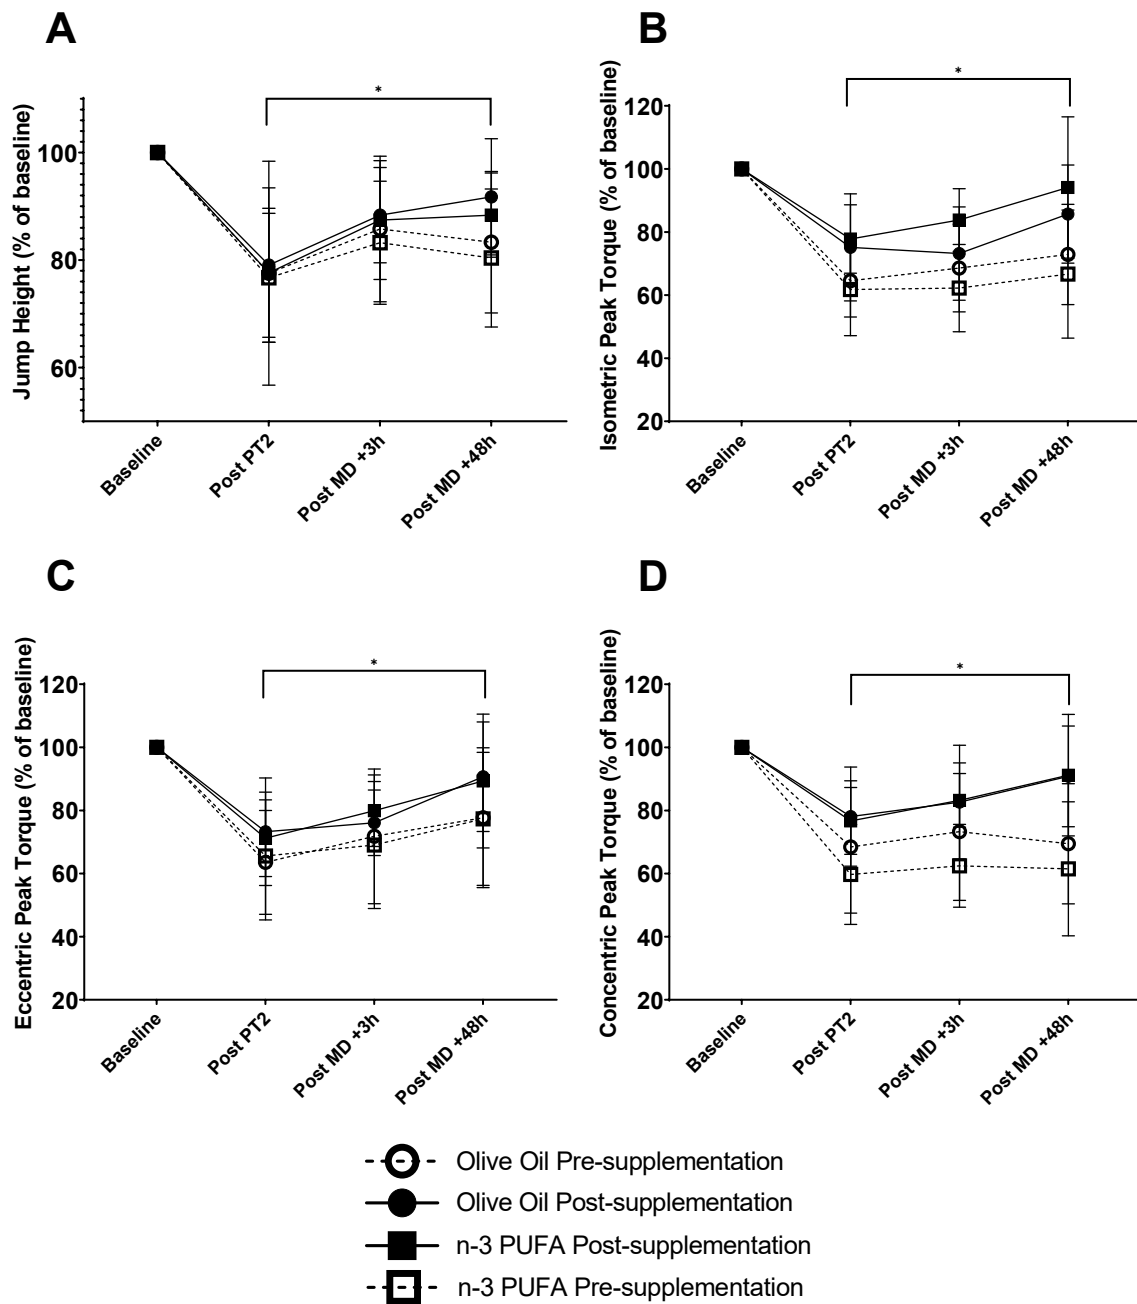 A
Jump Height (% of baseline)
100
80
60
*
Baseline
Post PT2
Post MD +3h
Post MD +48h
B
Isometric Peak Torque (% of baseline)
120
100
80
60
40
20
*
Baseline
Post PT2
Post MD +3h
Post MD +48h
C
Eccentric Peak Torque (% of baseline)
120
100
80
60
40
20
*
Baseline
Post PT2
Post MD +3h
Post MD +48h
D
Concentric Peak Torque (% of baseline)
120
100
80
60
40
20
*
Baseline
Post PT2
Post MD +3h
Post MD +48h
Olive Oil Pre-supplementation
Olive Oil Post-supplementation
n-3 PUFA Post-supplementation
n-3 PUFA Pre-supplementation